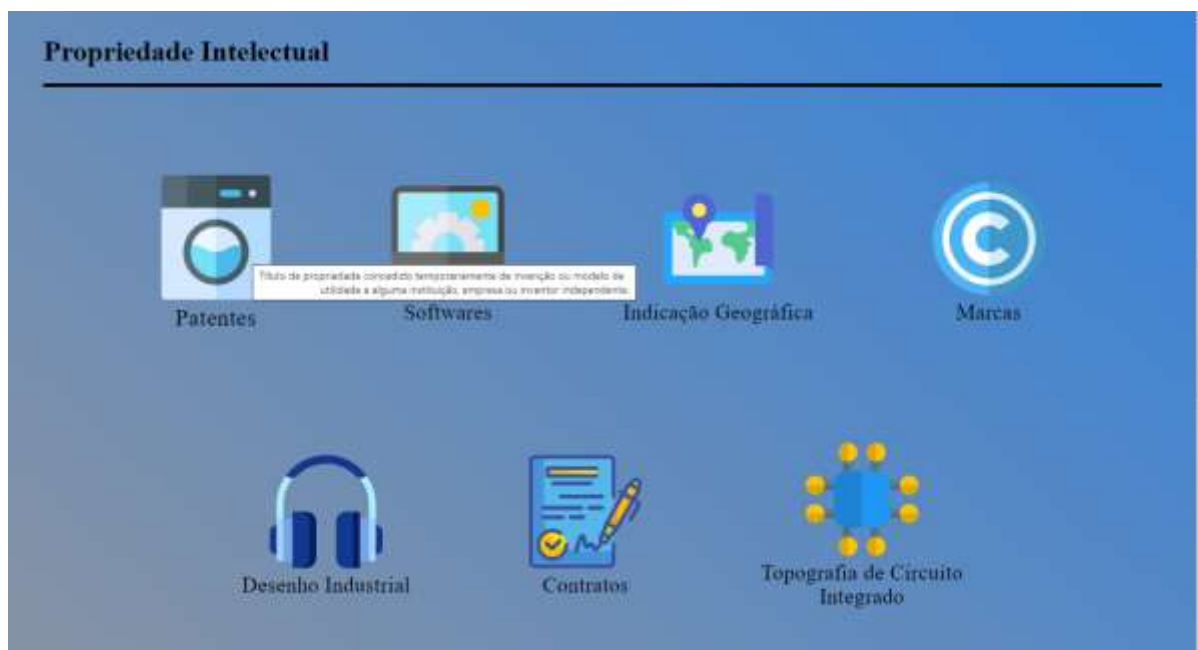 Propriedade Intelectual
Título de propriedade concedido temporariamente de invenção ou modelo de
utilidade a alguma instituição, empresa ou inventor independente.
Patentes
Softwares
Indicação Geográfica
Marcas
Desenho Industrial
Contratos
Topografia de Circuito
Integrado